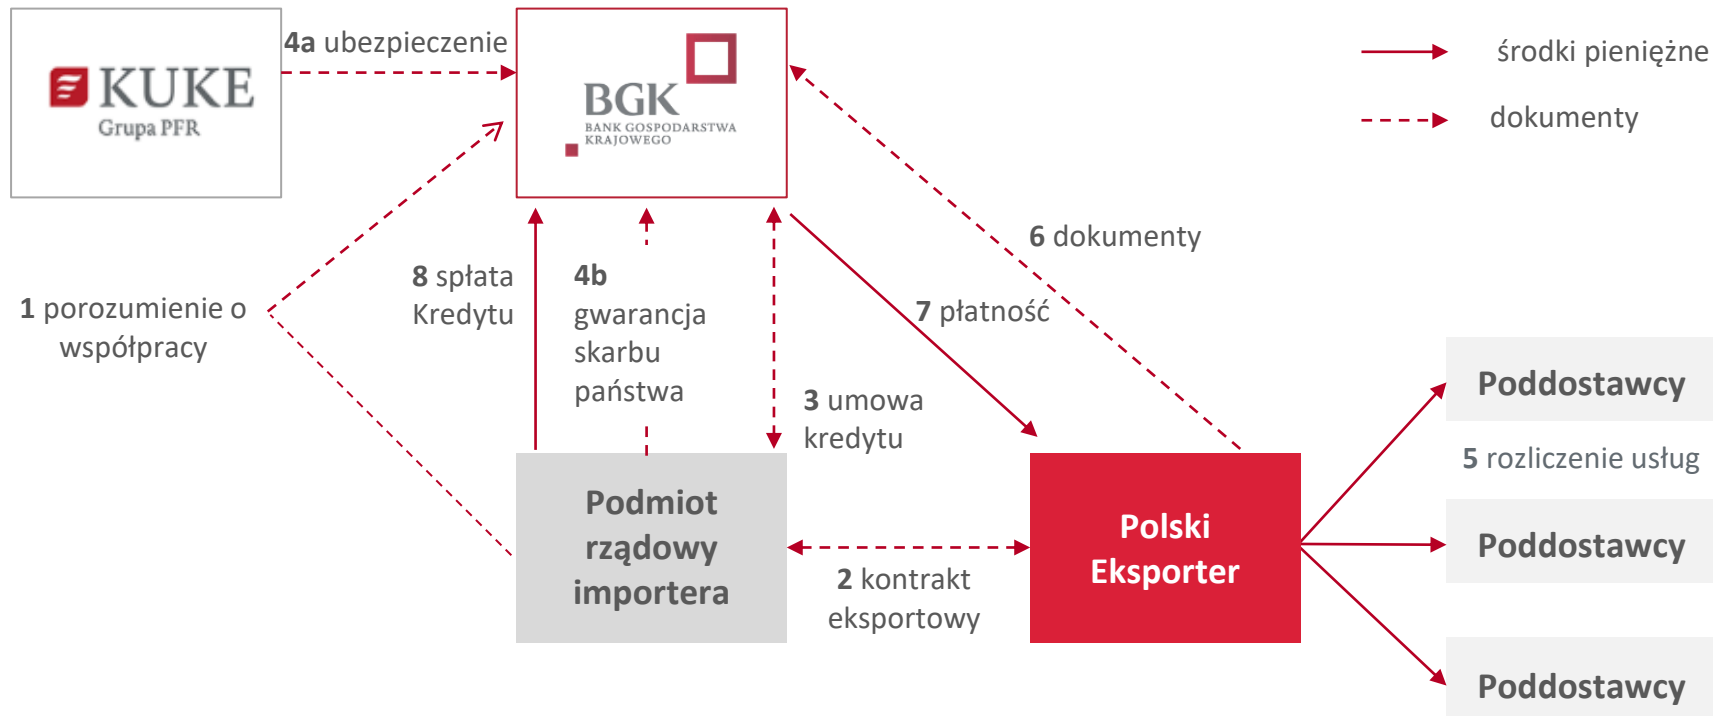 4a ubezpieczenie
KUKE
Grupa PFR
BGK
BANK GOSPODARSTWA
KRAJOWEGO
środki pieniężne
dokumenty
1 porozumienie o
współpracy
8 spłata
Kredytu
4b
gwarancja
skarbu
państwa
3 umowa
kredytu
6 dokumenty
7 płatność
Podmiot
rządowy
importera
2 kontrakt
eksportowy
Polski
Eksporter
Poddostawcy
5 rozliczenie usług
Poddostawcy
Poddostawcy